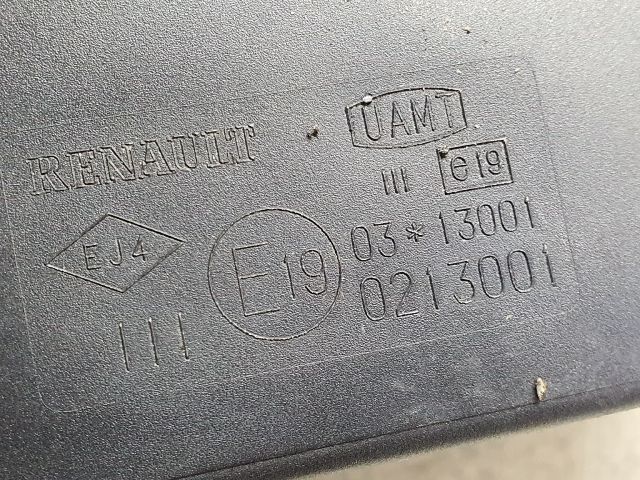 RENAULT
UAMT
III e19
EJ4
03*13001
E19
0213001
III